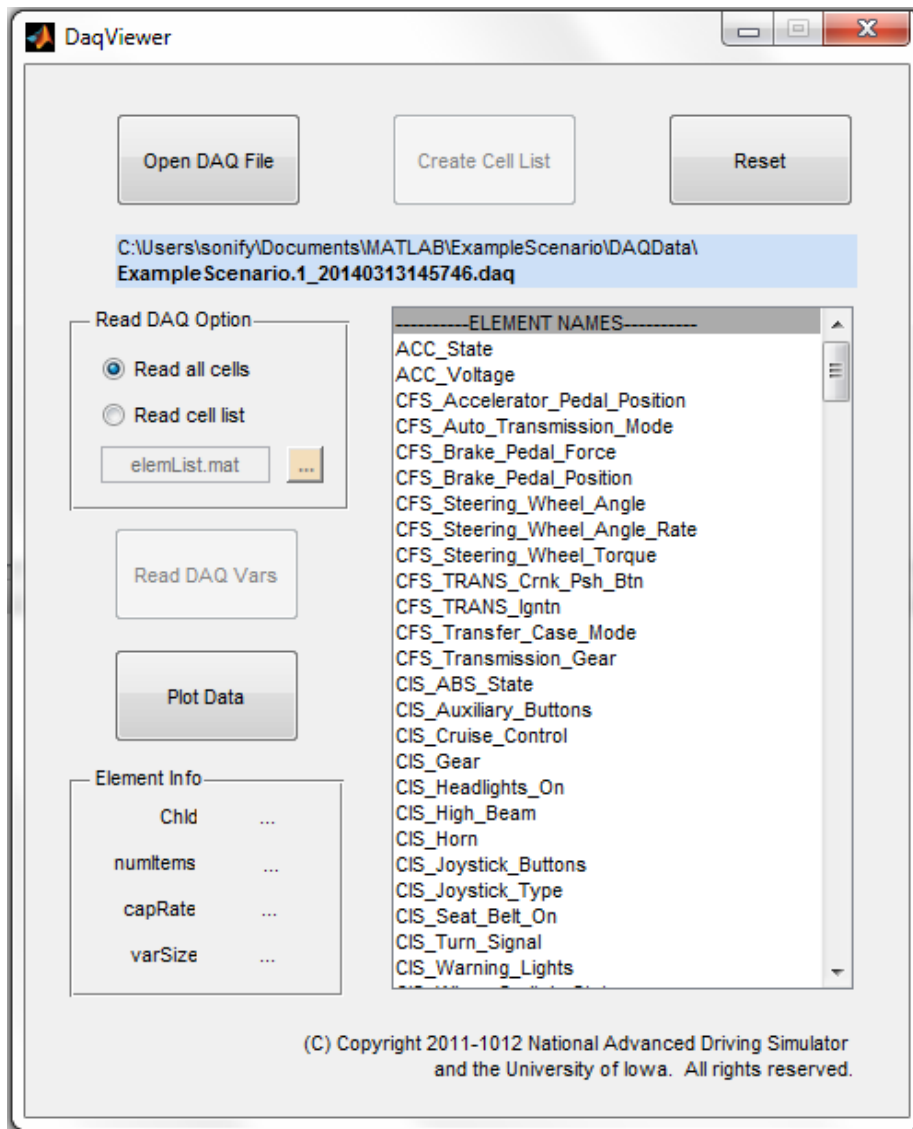 DaqViewer
Open DAQ File
Create Cell List
Reset
C:\Users\sonify\Documents\MATLAB\ExampleScenario\DAQData\
ExampleScenario.1_20140313145746.daq
Read DAQ Option
Read all cells
Read cell list
elemList.mat
...
Read DAQ Vars
Plot Data
Element Info
ChId ...
numItems ...
capRate ...
varSize ...
----------ELEMENT NAMES----------
ACC_State
ACC_Voltage
CFS_Accelerator_Pedal_Position
CFS_Auto_Transmission_Mode
CFS_Brake_Pedal_Force
CFS_Brake_Pedal_Position
CFS_Steering_Wheel_Angle
CFS_Steering_Wheel_Angle_Rate
CFS_Steering_Wheel_Torque
CFS_TRANS_Crnk_Psh_Btn
CFS_TRANS_Igntn
CFS_Transfer_Case_Mode
CFS_Transmission_Gear
CIS_ABS_State
CIS_Auxiliary_Buttons
CIS_Cruise_Control
CIS_Gear
CIS_Headlights_On
CIS_High_Beam
CIS_Horn
CIS_Joystick_Buttons
CIS_Joystick_Type
CIS_Seat_Belt_On
CIS_Turn_Signal
CIS_Warning_Lights
(C) Copyright 2011-1012 National Advanced Driving Simulator
and the University of Iowa.  All rights reserved.